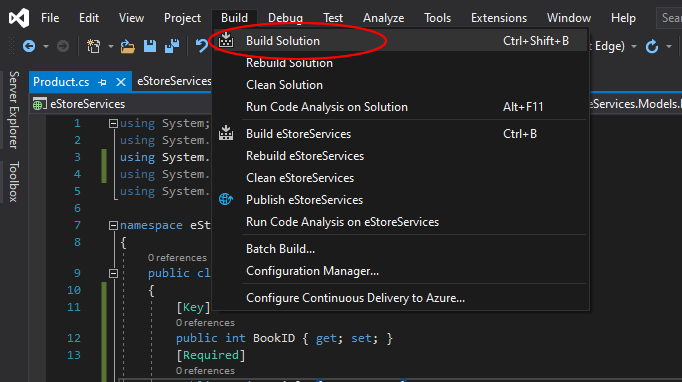 File Edit View Project Build Debug Test Analyze Tools Extensions Window Help
Build Solution Ctrl+Shift+B
Edge)
Rebuild Solution
Product.cs eStoreServices
Clean Solution
eStoreServices
Run Code Analysis on Solution Alt+F11
eServices.Models.
Server Explorer
Toolbox
1 using System;
2 using System.
Build eStoreServices Ctrl+B
3 using System.
Rebuild eStoreServices
4 using System.
Clean eStoreServices
5 using System.
Publish eStoreServices
6
7 namespace eSt
Run Code Analysis on eStoreServices
8 {
Batch Build...
0 references
9 public cl
Configuration Manager...
10 {
Configure Continuous Delivery to Azure...
11 [Key]
0 references
12 public int BookID { get; set; }
13 [Required]
0 references